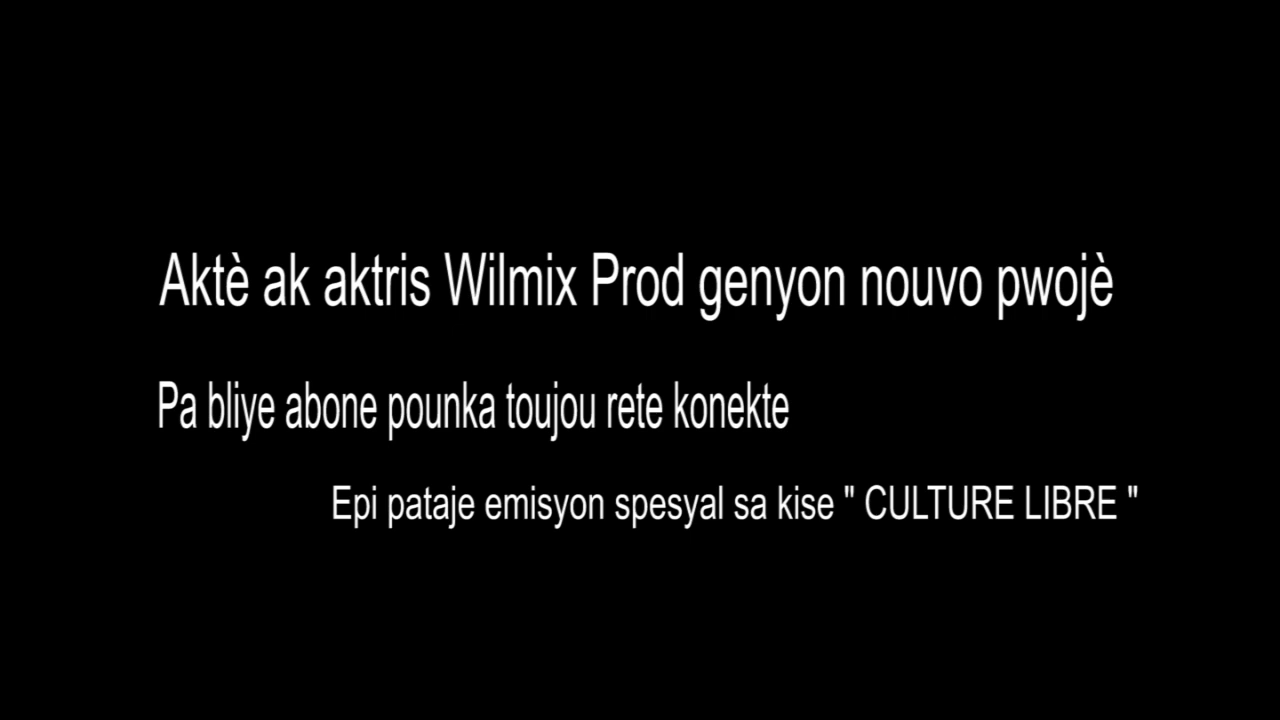 Aktè ak aktris Wilmix Prod genyon nouvo pwojè
Pa bliye abone pounka toujou rete konekte
Epi pataje emisyon spesyal sa kise " CULTURE LIBRE "